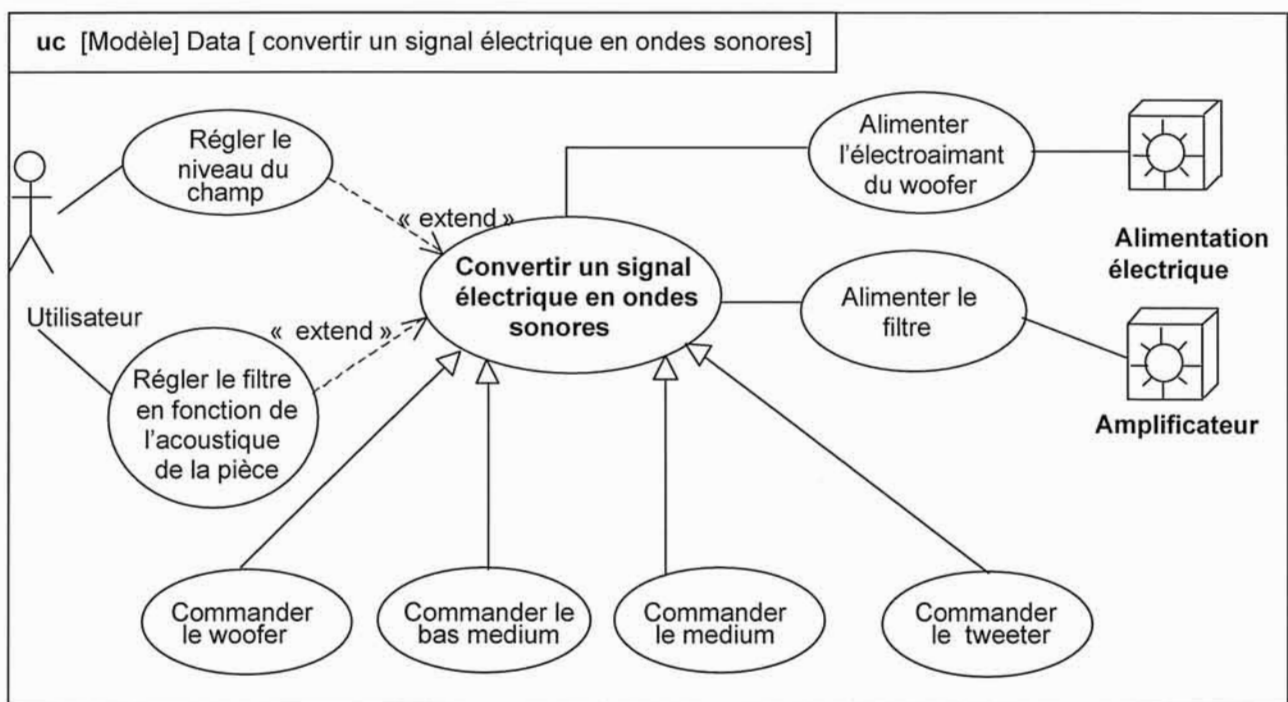 uc [Modèle] Data [ convertir un signal électrique en ondes sonores]
Régler le
niveau du
champ
« extend »
Alimenter
l'électroaimant
du woofer
Alimentation
électrique
Convertir un signal
électrique en ondes
sonores
Alimenter le
filtre
Amplificateur
Utilisateur
« extend »
Régler le filtre
en fonction de
l'acoustique
de la pièce
Commander
le woofer
Commander le
bas medium
Commander
le medium
Commander
le tweeter